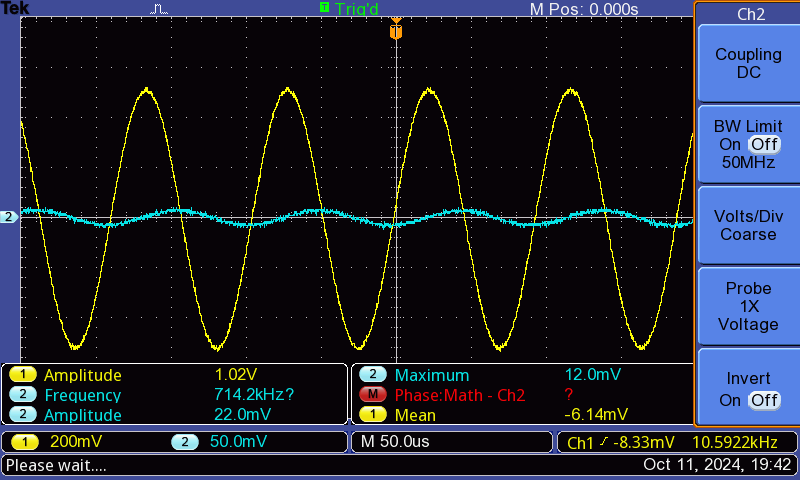 Tek T Trig'd M Pos: 0.000s
T
Ch2
Coupling
DC
BW Limit
On Off
50MHz
2
Volts/Div
Coarse
Probe
1X
Voltage
Invert
On Off
1 Amplitude 1.02V
2 Frequency 714.2kHz?
2 Amplitude 22.0mV
2 Maximum 12.0mV
M Phase:Math - Ch2 ?
1 Mean -6.14mV
1 200mV 2 50.0mV M 50.0us Ch1 -8.33mV 10.5922kHz
Please wait.... Oct 11, 2024, 19:42